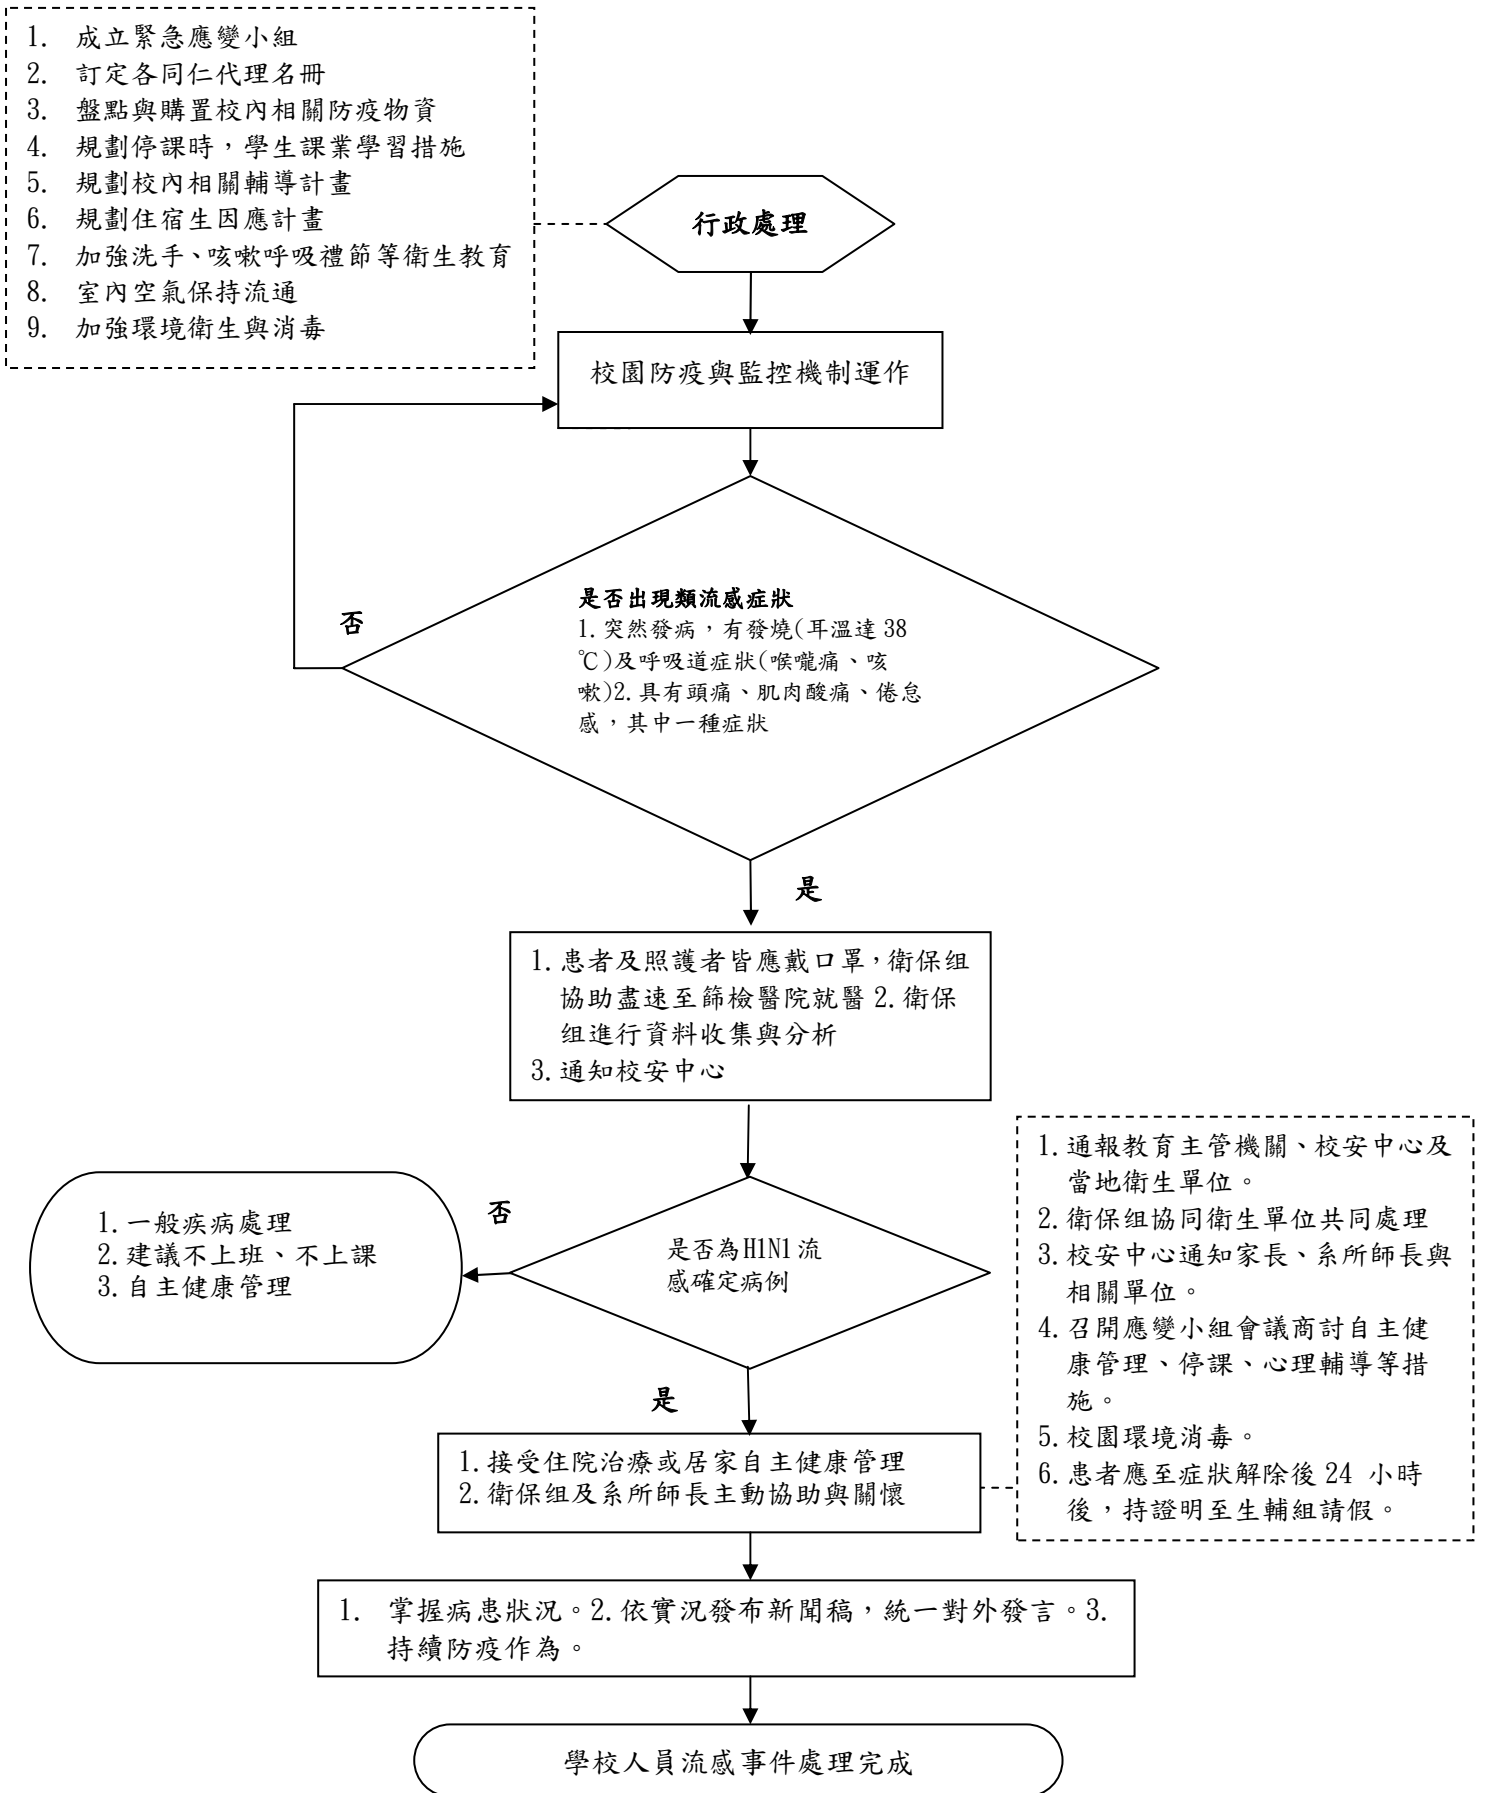 1. 成立緊急應變小組
2. 訂定各同仁代理名冊
3. 盤點與購置校內相關防疫物資
4. 規劃停課時，學生課業學習措施
5. 規劃校內相關輔導計畫
6. 規劃住宿生因應計畫
7. 加強洗手、咳嗽呼吸禮節等衛生教育
8. 室內空氣保持流通
9. 加強環境衛生與消毒
行政處理
校園防疫與監控機制運作
是否出現類流感症狀
1.突然發病，有發燒(耳溫達 38
℃)及呼吸道症狀(喉嚨痛、咳
嗽)2.具有頭痛、肌肉酸痛、倦怠
感，其中一種症狀
否
是
1.患者及照護者皆應戴口罩，衛保组
協助盡速至篩檢醫院就醫 2.衛保
组進行資料收集與分析
3.通知校安中心
是否為H1N1 流
感確定病例
否
1.一般疾病處理
2.建議不上班、不上課
3.自主健康管理
是
1.接受住院治療或居家自主健康管理
2.衛保组及系所師長主動協助與關懷
1.通報教育主管機關、校安中心及
當地衛生單位。
2.衛保组協同衛生單位共同處理
3.校安中心通知家長、系所師長與
相關單位。
4.召開應變小組會議商討自主健
康管理、停課、心理輔導等措
施。
5.校園環境消毒。
6.患者應至症狀解除後 24 小時
後，持證明至生輔組請假。
1. 掌握病患狀況。2.依實況發布新聞稿，統一對外發言。3.
持續防疫作為。
學校人員流感事件處理完成